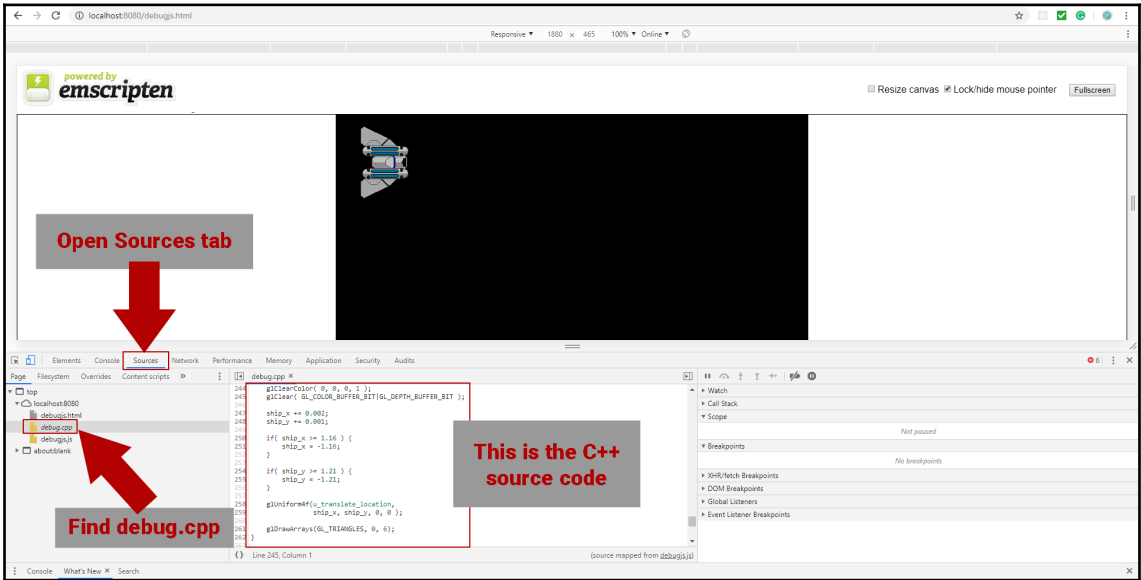 localhost:8080/debugjs.html
Responsive ▼ 1880 x 465 100% ▼ Online ▼
powered by
emscripten
Resize canvas Lock/hide mouse pointer Fullscreen
Open Sources tab
Elements Console Sources Network Performance Memory Application Security Audits 6
Page Filesystem Overrides Content scripts »
debug.cpp ×
top
localhost:8080
debugjs.html
debug.cpp
debugjs.js
about:blank
Find debug.cpp
244 glClearColor( 0, 0, 0, 1 );
245 glClear( GL_COLOR_BUFFER_BIT|GL_DEPTH_BUFFER_BIT );
246
247 ship_x += 0.002;
248 ship_y += 0.001;
249
250 if( ship_x >= 1.16 ) {
251 ship_x = -1.16;
252 }
253
254 if( ship_y >= 1.21 ) {
255 ship_y = -1.21;
256 }
257
258 glUniform4f(u_translate_location,
259 ship_x, ship_y, 0, 0 );
260
261 glDrawArrays(GL_TRIANGLES, 0, 6);
262 }
This is the C++
source code
{} Line 245, Column 1 (source mapped from debugjs.js)
Watch
Call Stack
Scope
Not paused
Breakpoints
No breakpoints
XHR/fetch Breakpoints
DOM Breakpoints
Global Listeners
Event Listener Breakpoints
Console What's New × Search